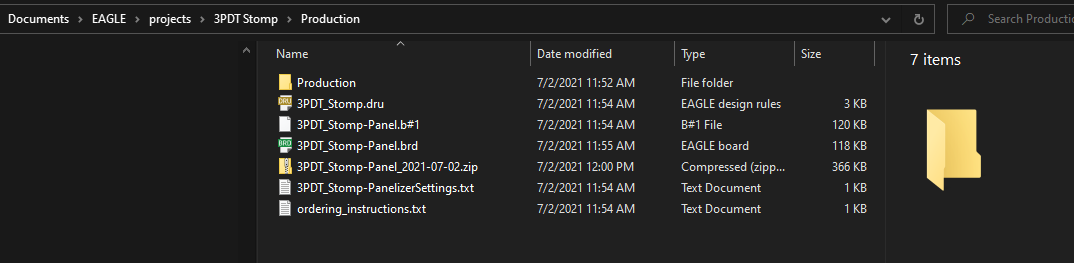 Documents > EAGLE > projects > 3PDT Stomp > Production
Search Productio
Name Date modified Type Size
Production 7/2/2021 11:52 AM File folder
3PDT_Stomp.dru 7/2/2021 11:54 AM EAGLE design rules 3 KB
3PDT_Stomp-Panel.b#1 7/2/2021 11:54 AM B#1 File 120 KB
3PDT_Stomp-Panel.brd 7/2/2021 11:55 AM EAGLE board 118 KB
3PDT_Stomp-Panel_2021-07-02.zip 7/2/2021 12:00 PM Compressed (zipp... 366 KB
3PDT_Stomp-PanelizerSettings.txt 7/2/2021 11:54 AM Text Document 1 KB
ordering_instructions.txt 7/2/2021 11:54 AM Text Document 1 KB
7 items
DRU
BRD